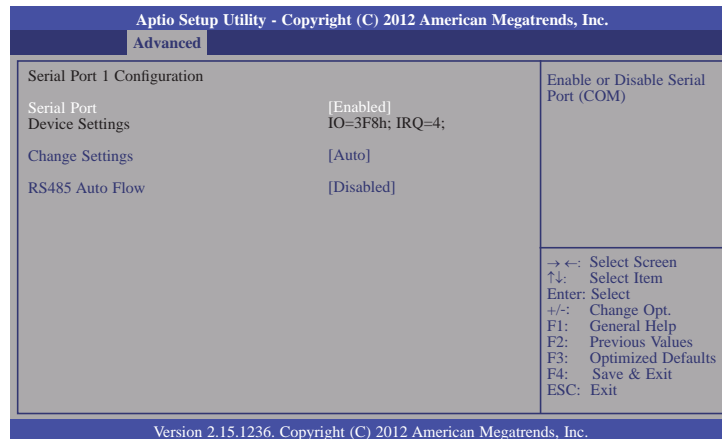 Aptio Setup Utility - Copyright (C) 2012 American Megatrends, Inc.
Advanced
Serial Port 1 Configuration
Serial Port [Enabled]
Device Settings IO=3F8h; IRQ=4;
Change Settings [Auto]
RS485 Auto Flow [Disabled]
Enable or Disable Serial
Port (COM)
→ ←: Select Screen
↑↓: Select Item
Enter: Select
+/-: Change Opt.
F1: General Help
F2: Previous Values
F3: Optimized Defaults
F4: Save & Exit
ESC: Exit
Version 2.15.1236. Copyright (C) 2012 American Megatrends, Inc.